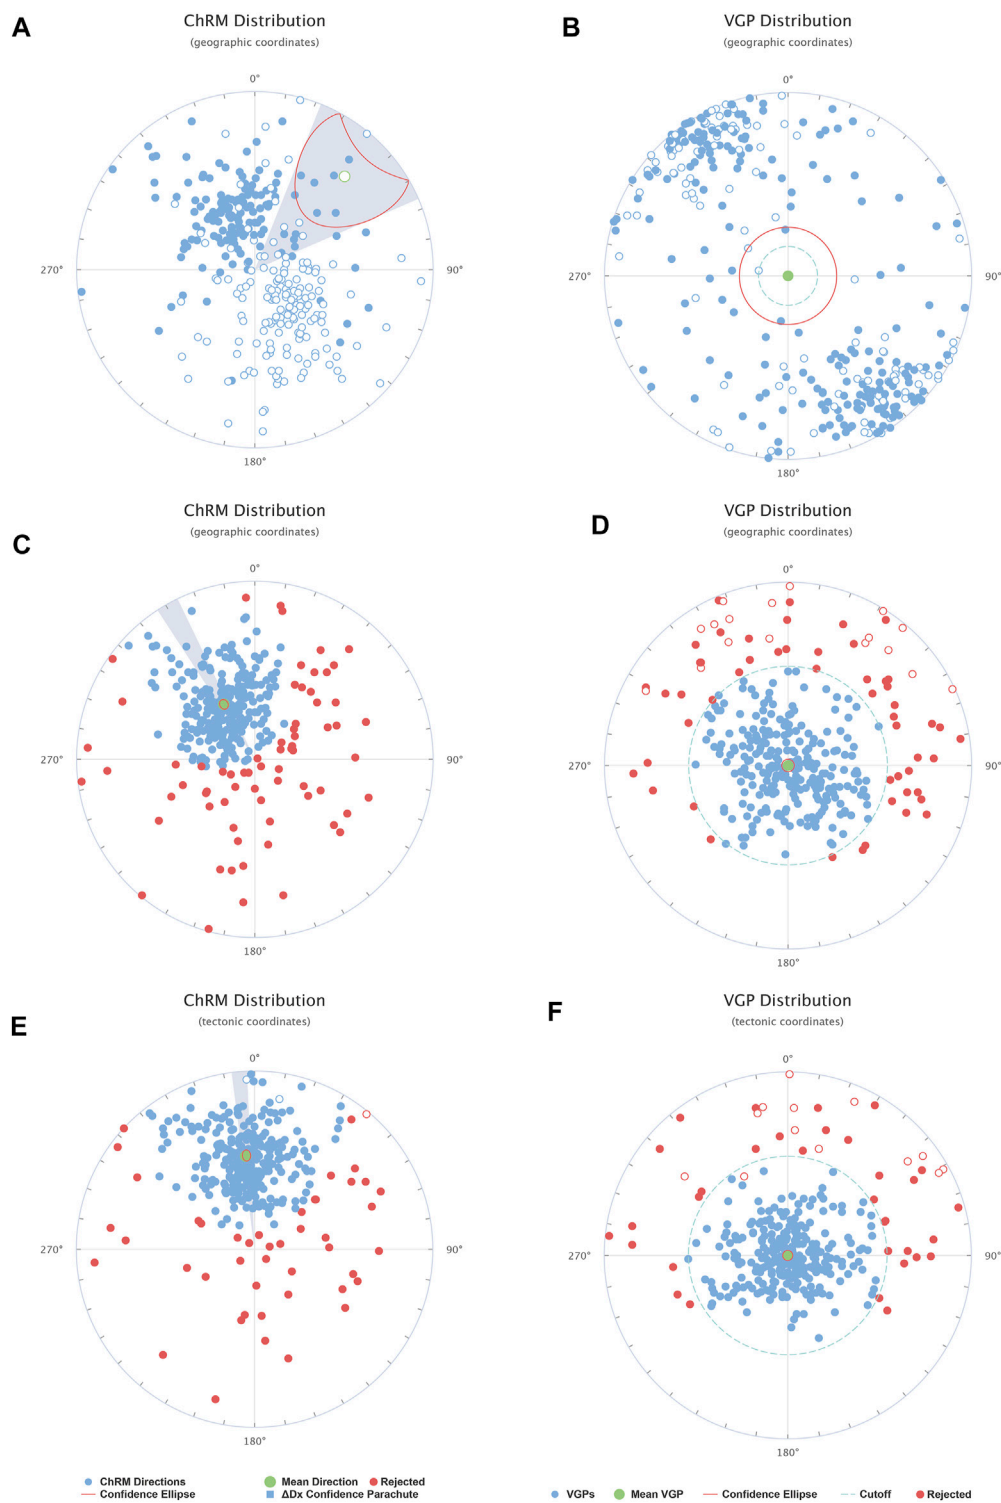 A
ChRM Distribution
(geographic coordinates)
0°
270°
90°
180°
B
VGP Distribution
(geographic coordinates)
0°
270°
90°
180°
C
ChRM Distribution
(geographic coordinates)
0°
270°
90°
180°
D
VGP Distribution
(geographic coordinates)
0°
270°
90°
180°
E
ChRM Distribution
(tectonic coordinates)
0°
270°
90°
180°
F
VGP Distribution
(tectonic coordinates)
0°
270°
90°
180°
ChRM Directions Mean Direction Rejected
Confidence Ellipse ΔDx Confidence Parachute
VGPs Mean VGP Confidence Ellipse Cutoff Rejected